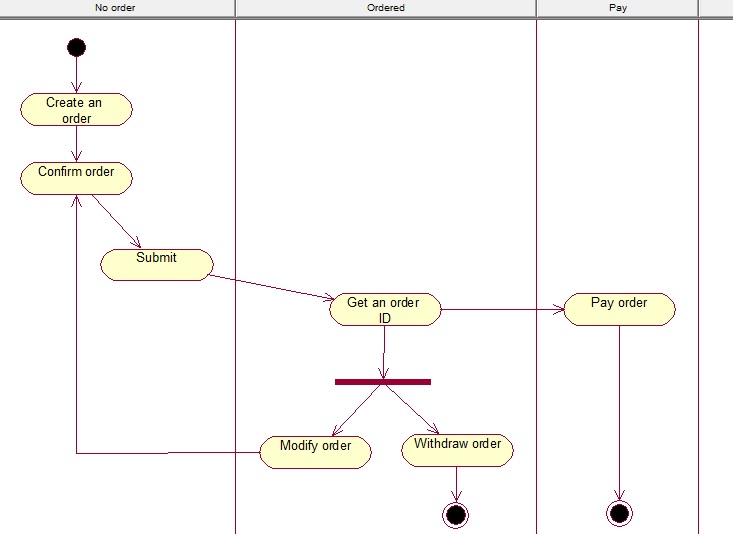 No order
Ordered
Pay
Create an
order
Confirm order
Submit
Get an order
ID
Pay order
Modify order
Withdraw order